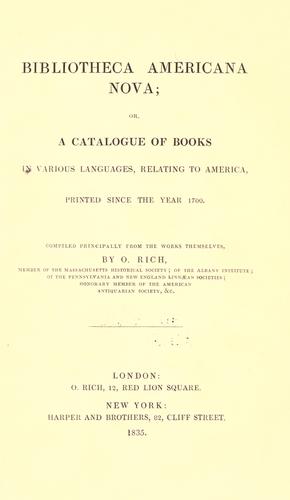 BIBLIOTHECA AMERICANA
NOVA;
OR,
A CATALOGUE OF BOOKS
IN VARIOUS LANGUAGES, RELATING TO AMERICA,
PRINTED SINCE THE YEAR 1700.
COMPILED PRINCIPALLY FROM THE WORKS THEMSELVES,
BY O. RICH,
MEMBER OF THE MASSACHUSETTS HISTORICAL SOCIETY; OF THE ALBANY INSTITUTE;
OF THE PENNSYLVANIA AND NEW ENGLAND LINNÆAN SOCIETIES;
HONORARY MEMBER OF THE AMERICAN
ANTIQUARIAN SOCIETY, &C.
LONDON:
O. RICH, 12, RED LION SQUARE.
NEW YORK:
HARPER AND BROTHERS, 82, CLIFF STREET.
1835.